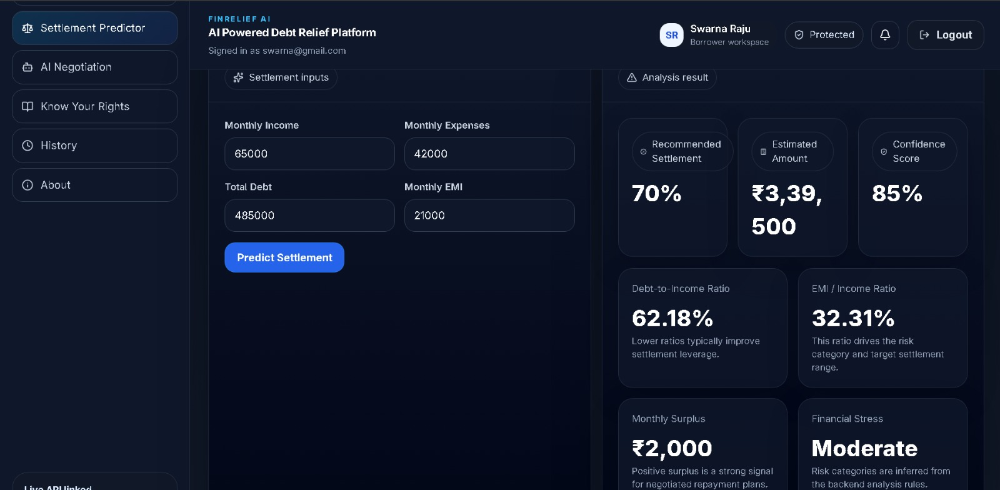 Settlement Predictor
AI Negotiation
Know Your Rights
History
About
Live API linked
FINRELIEF AI
AI Powered Debt Relief Platform
Signed in as swarna@gmail.com
SR
Swarna Raju
Borrower workspace
Protected
Logout
Settlement inputs
Monthly Income
65000
Monthly Expenses
42000
Total Debt
485000
Monthly EMI
21000
Predict Settlement
Analysis result
Recommended
Settlement
70%
Estimated
Amount
₹3,39,
500
Confidence
Score
85%
Debt-to-Income Ratio
62.18%
Lower ratios typically improve
settlement leverage.
EMI / Income Ratio
32.31%
This ratio drives the risk
category and target settlement
range.
Monthly Surplus
₹2,000
Positive surplus is a strong signal
for negotiated repayment plans.
Financial Stress
Moderate
Risk categories are inferred from
the backend analysis rules.